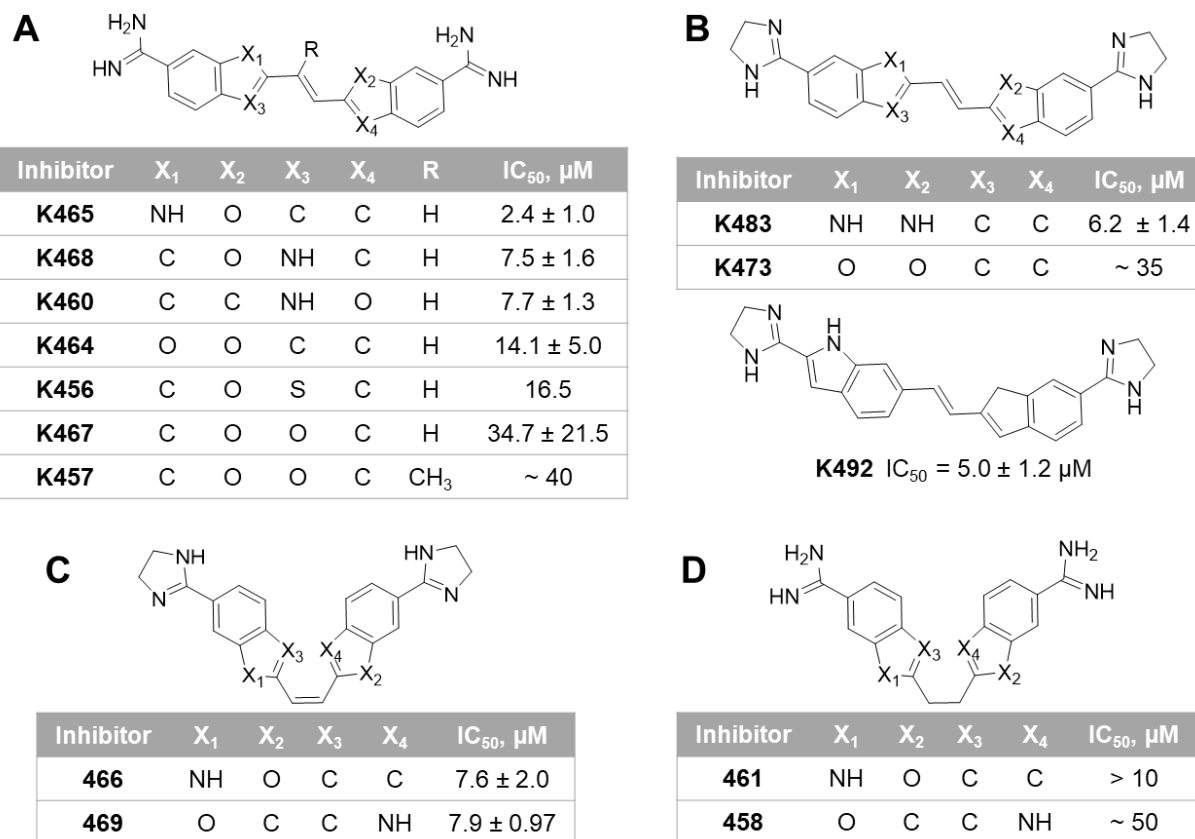 A
H₂N
HN
X₁
X₃
R
X₂
X₄
H₂N
NH
Inhibitor X₁ X₂ X₃ X₄ R IC₅₀, µM
K465 NH O C C H 2.4 ± 1.0
K468 C O NH C H 7.5 ± 1.6
K460 C C NH O H 7.7 ± 1.3
K464 O O C C H 14.1 ± 5.0
K456 C O S C H 16.5
K467 C O O C H 34.7 ± 21.5
K457 C O O C CH₃ ~ 40
B
N
N
H
X₁
X₃
X₂
X₄
N
N
H
Inhibitor X₁ X₂ X₃ X₄ IC₅₀, µM
K483 NH NH C C 6.2 ± 1.4
K473 O O C C ~ 35
N
N
H
H
N
N
N
H
K492 IC₅₀ = 5.0 ± 1.2 µM
C
NH
N
X₁
X₃
X₄
X₂
HN
N
Inhibitor X₁ X₂ X₃ X₄ IC₅₀, µM
466 NH O C C 7.6 ± 2.0
469 O C C NH 7.9 ± 0.97
D
H₂N
HN
X₁
X₃
X₄
X₂
NH₂
NH
Inhibitor X₁ X₂ X₃ X₄ IC₅₀, µM
461 NH O C C > 10
458 O C C NH ~ 50